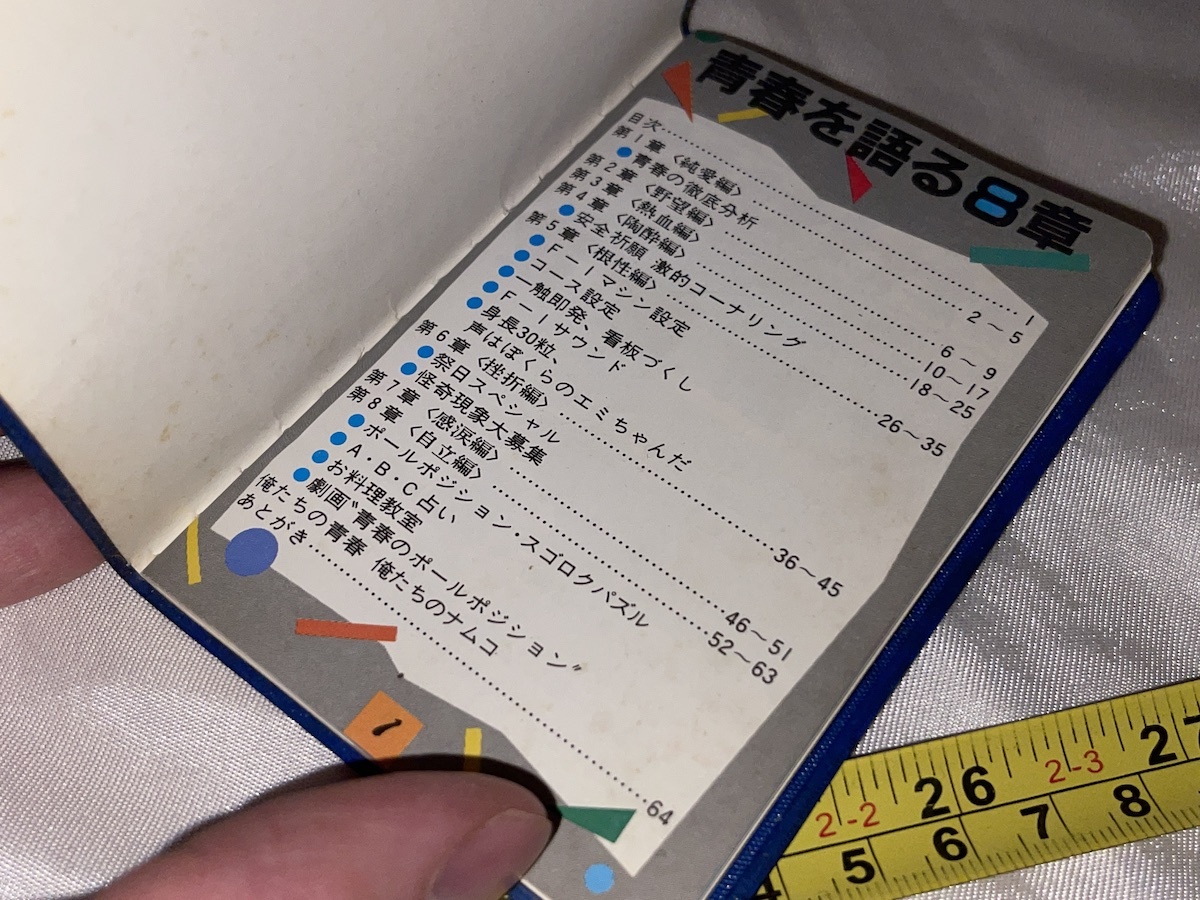 青春を語る8章
目次……1
第1章〈純愛編〉……2～5
●青春の徹底分析
第2章〈野望編〉……6～9
第3章〈熱血編〉……10～17
第4章〈陶酔編〉……18～25
●安全祈願 激的コーナリング
第5章〈根性編〉……26～35
●F－1マシン設定
●コース設定
●一触即発、看板づくし
●F－1サウンド
●身長30粒、
声はぼくらのエミちゃんだ
第6章〈挫折編〉……36～45
●祭日スペシャル
●怪奇現象大募集
第7章〈感涙編〉……46～51
第8章〈自立編〉……52～63
●ポールポジション・スゴロクパズル
●A・B・C占い
●お料理教室
●劇画〝青春のポールポジション〟
俺たちの青春 俺たちのナムコ
あとがき……64
1
2-2
26
2-3
27
4
5
6
7
8